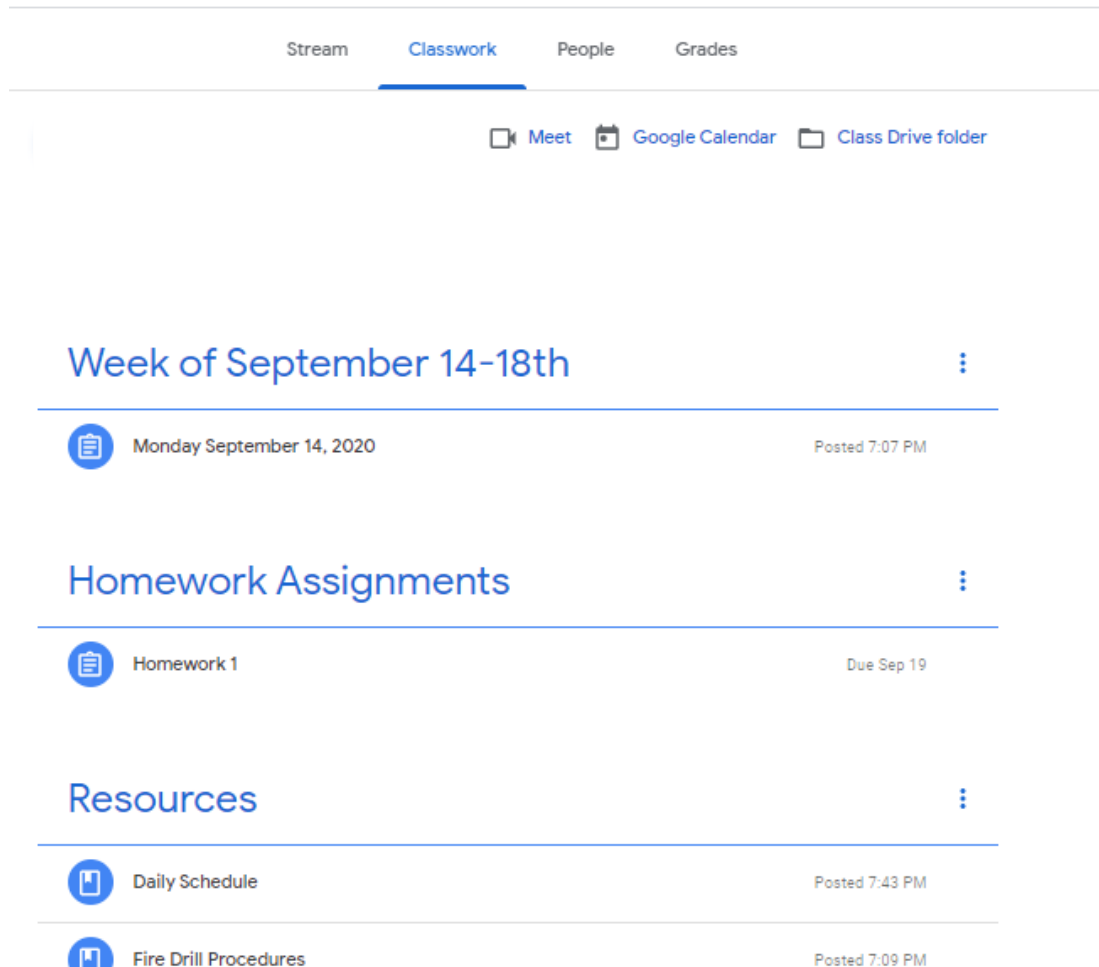 Stream Classwork People Grades
Meet Google Calendar Class Drive folder
Week of September 14-18th
Monday September 14, 2020 Posted 7:07 PM
Homework Assignments
Homework 1 Due Sep 19
Resources
Daily Schedule Posted 7:43 PM
Fire Drill Procedures Posted 7:09 PM